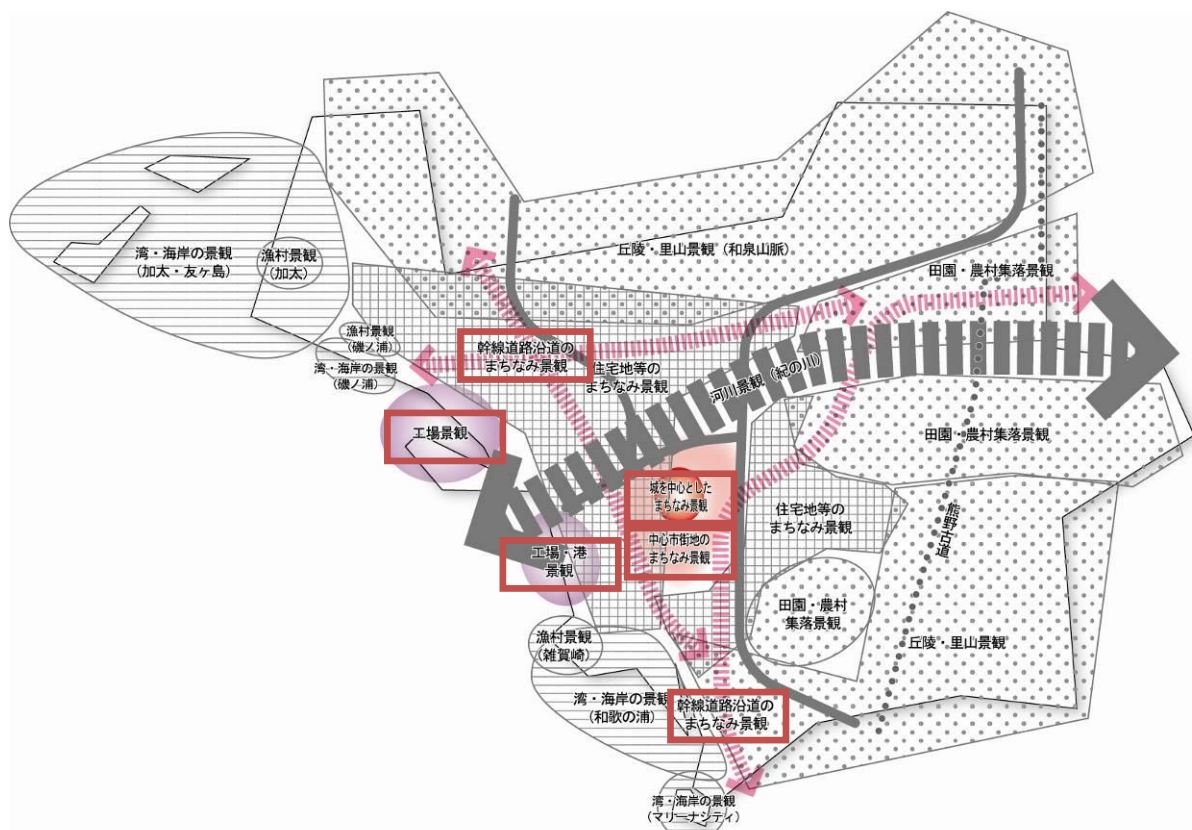 丘陵・里山景観（和泉山脈）
湾・海岸の景観
（加太・友ヶ島）
漁村景観
（加太）
田園・農村集落景観
漁村景観
（磯ノ浦）
湾・海岸の景観
（磯ノ浦）
幹線道路沿道の
まちなみ景観
住宅地等の
まちなみ景観
河川景観（紀の川）
工場景観
田園・農村集落景観
城を中心とした
まちなみ景観
中心市街地の
まちなみ景観
住宅地等の
まちなみ景観
熊野古道
工場・港
景観
田園・農村
集落景観
漁村景観
（雑賀崎）
丘陵・里山景観
湾・海岸の景観
（和歌の浦）
幹線道路沿道の
まちなみ景観
湾・海岸の景観
（マリーナシティ）